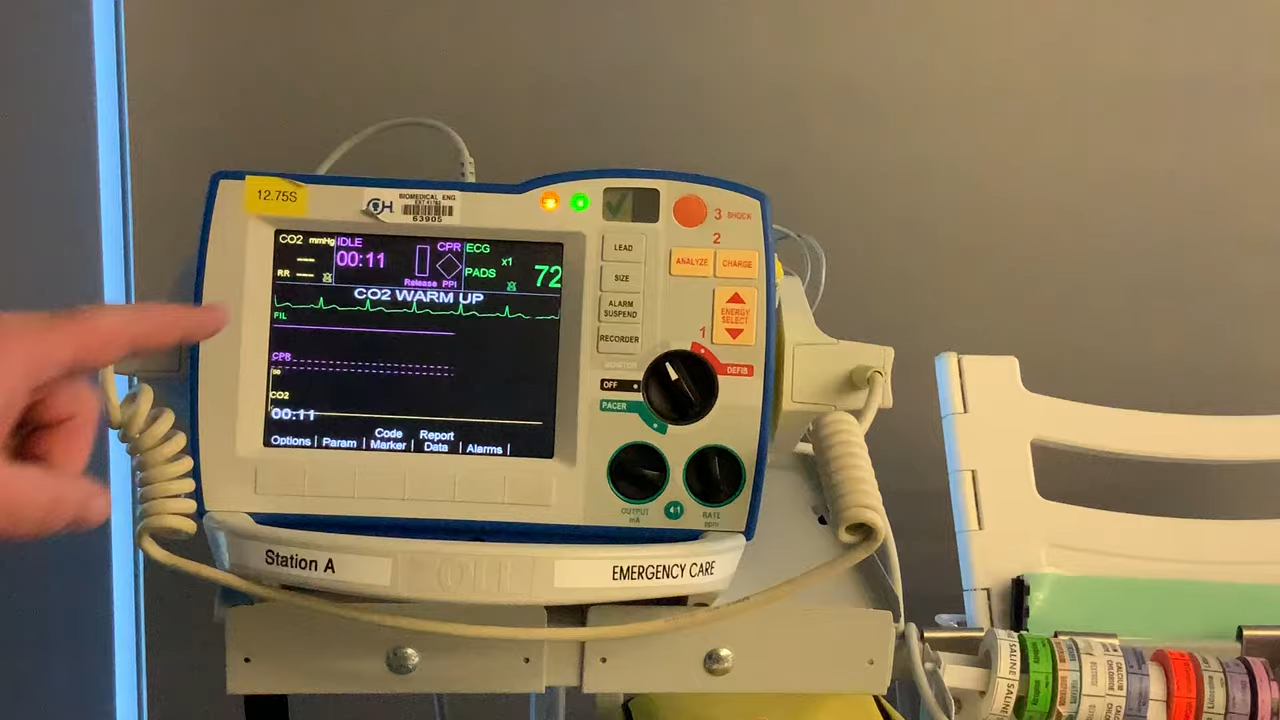 12.75S
BIOMEDICAL ENG
63905
CO2 mmHg
RR
IDLE
00:11
CPR
Release PPI
ECG
x1
PADS
72
CO2 WARM UP
FIL
CPR
50
CO2
00:11
Options
Param
Code Marker
Report Data
Alarms
3 SHOCK
2
ANALYZE
CHARGE
LEAD
SIZE
ALARM SUSPEND
RECORDER
ENERGY SELECT
1
MONITOR
OFF
DEFIB
PACER
OUTPUT
mA
4:1
RATE
ppm
Station A
EMERGENCY CARE
SALINE
SALINE
CALCIUM CHLORIDE